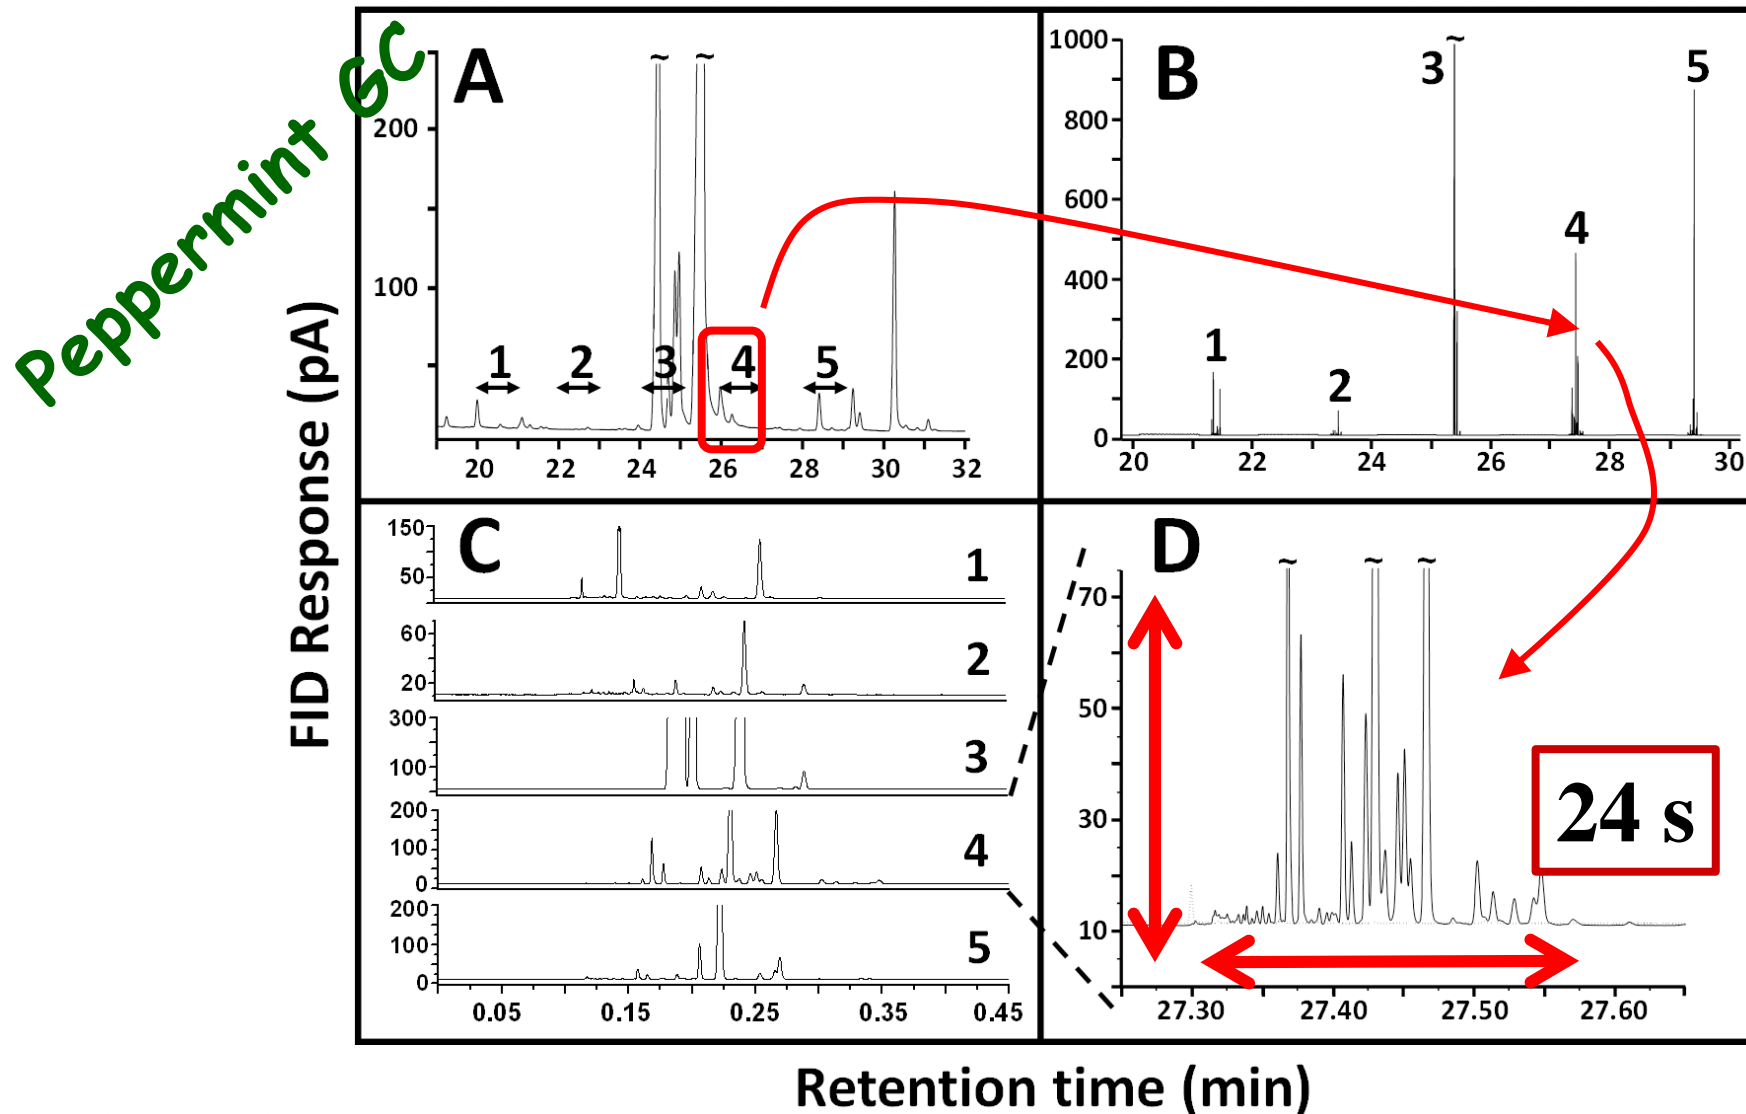 Peppermint GC
FID Response (pA)
A
~ ~
200
100
1 2 3 4 5
20 22 24 26 28 30 32
B
1000
800
600
400
200
0
~
1 2 3 4 5
20 22 24 26 28 30
C
150
50
1
60
20
2
300
100
3
200
100
0
4
200
100
0
5
0.05 0.15 0.25 0.35 0.45
D
~ ~ ~
70
50
30
10
24 s
27.30 27.40 27.50 27.60
Retention time (min)